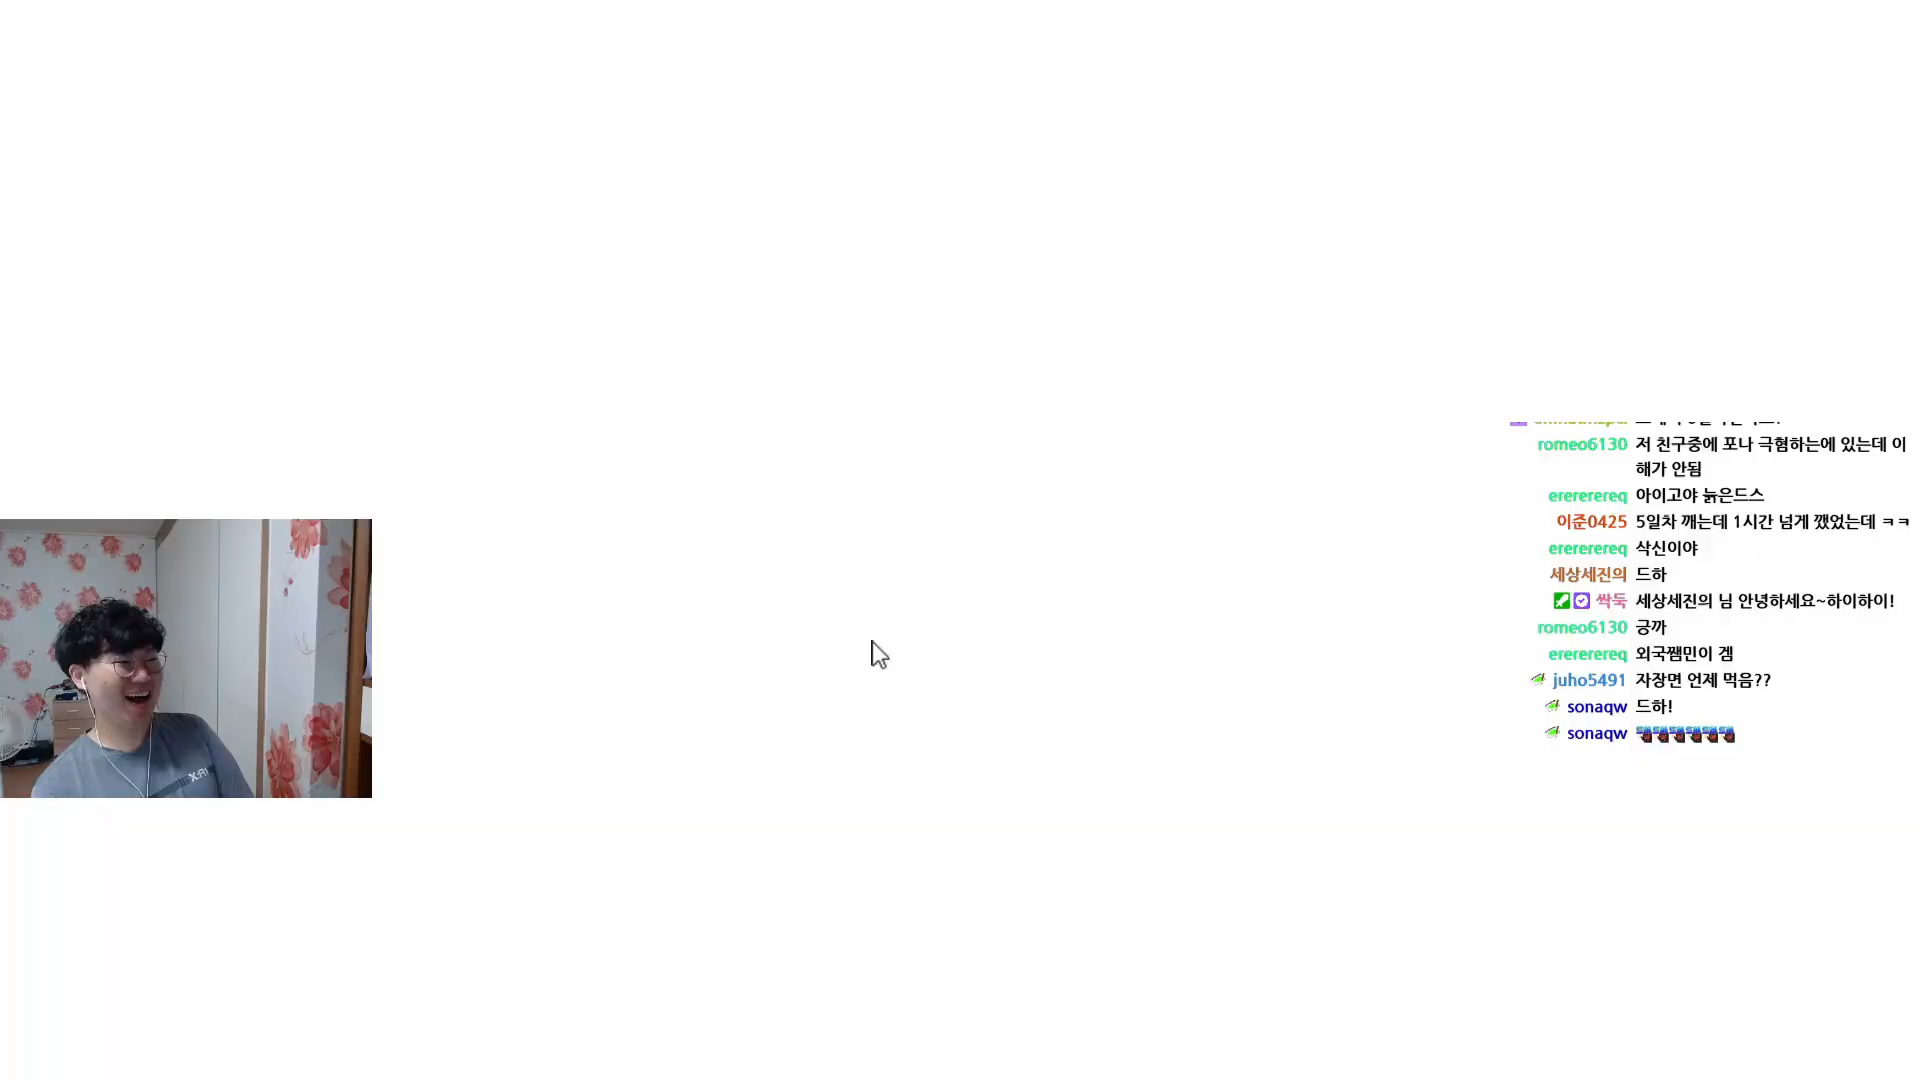 romeo6130 저 친구중에 포나 극혐하는에 있는데 이
해가 안됨
erererereq 아이고야 늙은드스
이준0425 5일차 깨는데 1시간 넘게 깼었는데 ㅋㅋ
erererereq 삭신이야
세상세진의 드하
싹둑 세상세진의 님 안녕하세요~하이하이!
romeo6130 긍까
erererereq 외국쨈민이 겜
juho5491 자장면 언제 먹음??
sonaqw 드하!
sonaqw